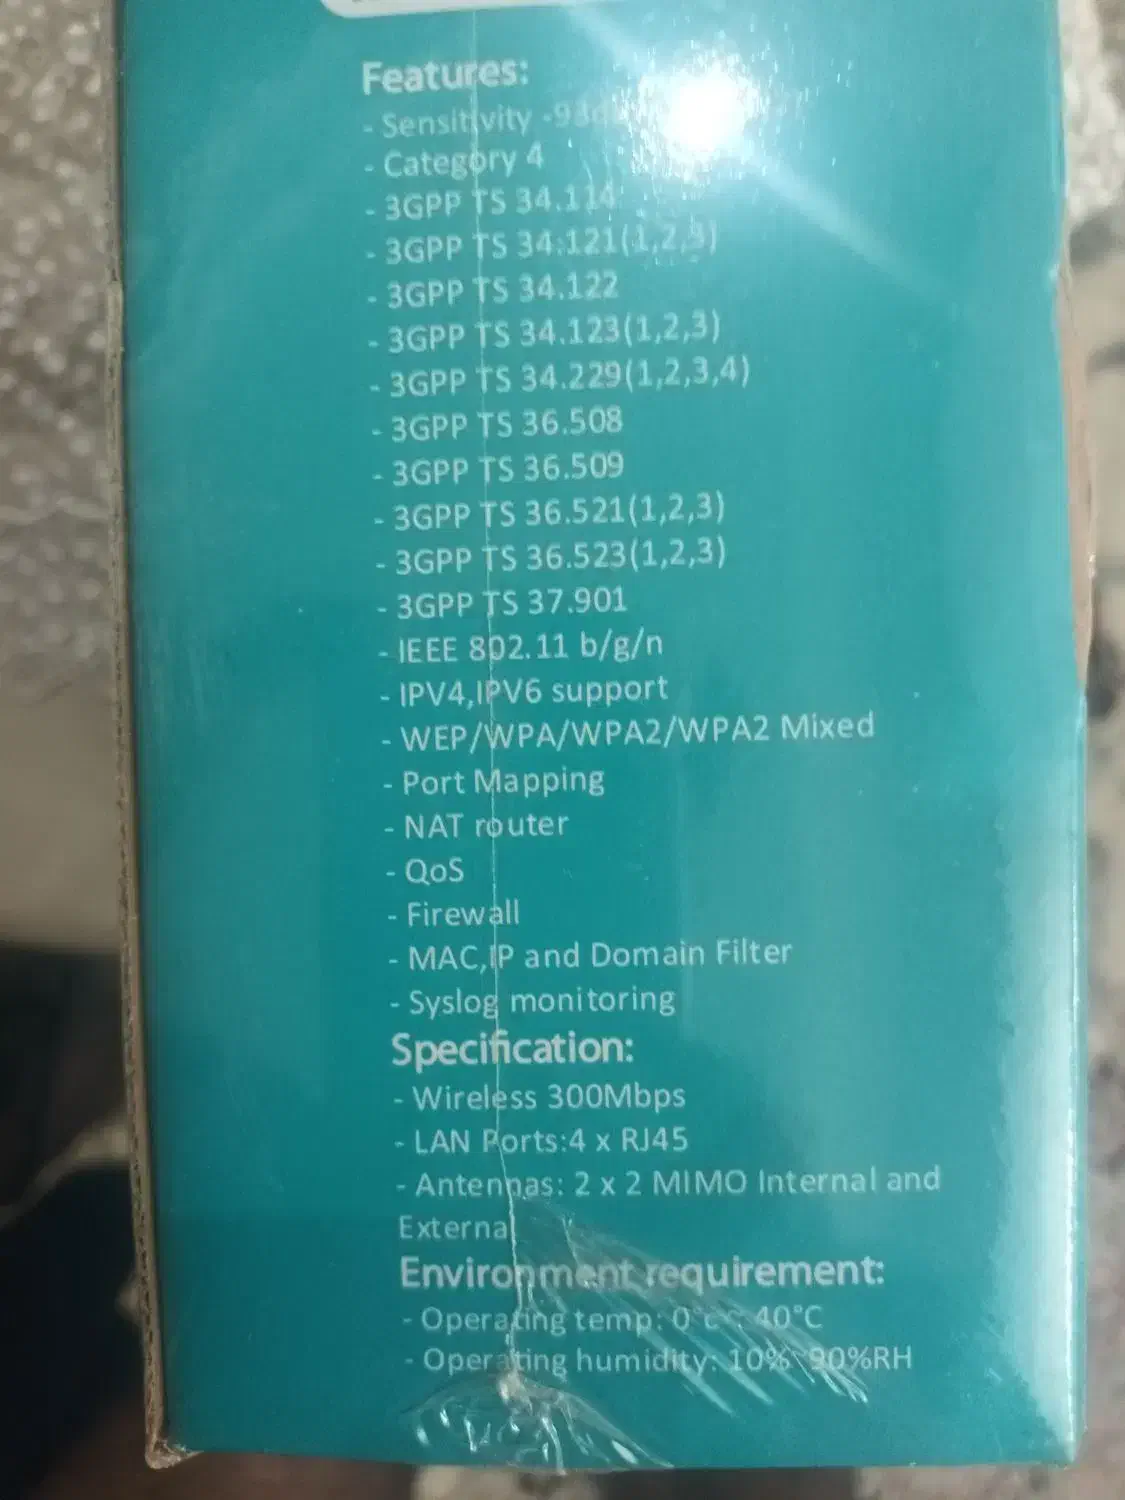 Features:
- Sensitivity
- Category 4
- 3GPP TS 34.114
- 3GPP TS 34.121(1,2,3)
- 3GPP TS 34.122
- 3GPP TS 34.123(1,2,3)
- 3GPP TS 34.229(1,2,3,4)
- 3GPP TS 36.508
- 3GPP TS 36.509
- 3GPP TS 36.521(1,2,3)
- 3GPP TS 36.523(1,2,3)
- 3GPP TS 37.901
- IEEE 802.11 b/g/n
- IPV4,IPV6 support
- WEP/WPA/WPA2/WPA2 Mixed
- Port Mapping
- NAT router
- QoS
- Firewall
- MAC,IP and Domain Filter
- Syslog monitoring
Specification:
- Wireless 300Mbps
- LAN Ports:4 x RJ45
- Antennas: 2 x 2 MIMO Internal and
External
Environment requirement:
- Operating temp: 0°c ~ 40°C
- Operating humidity: 10%~90%RH